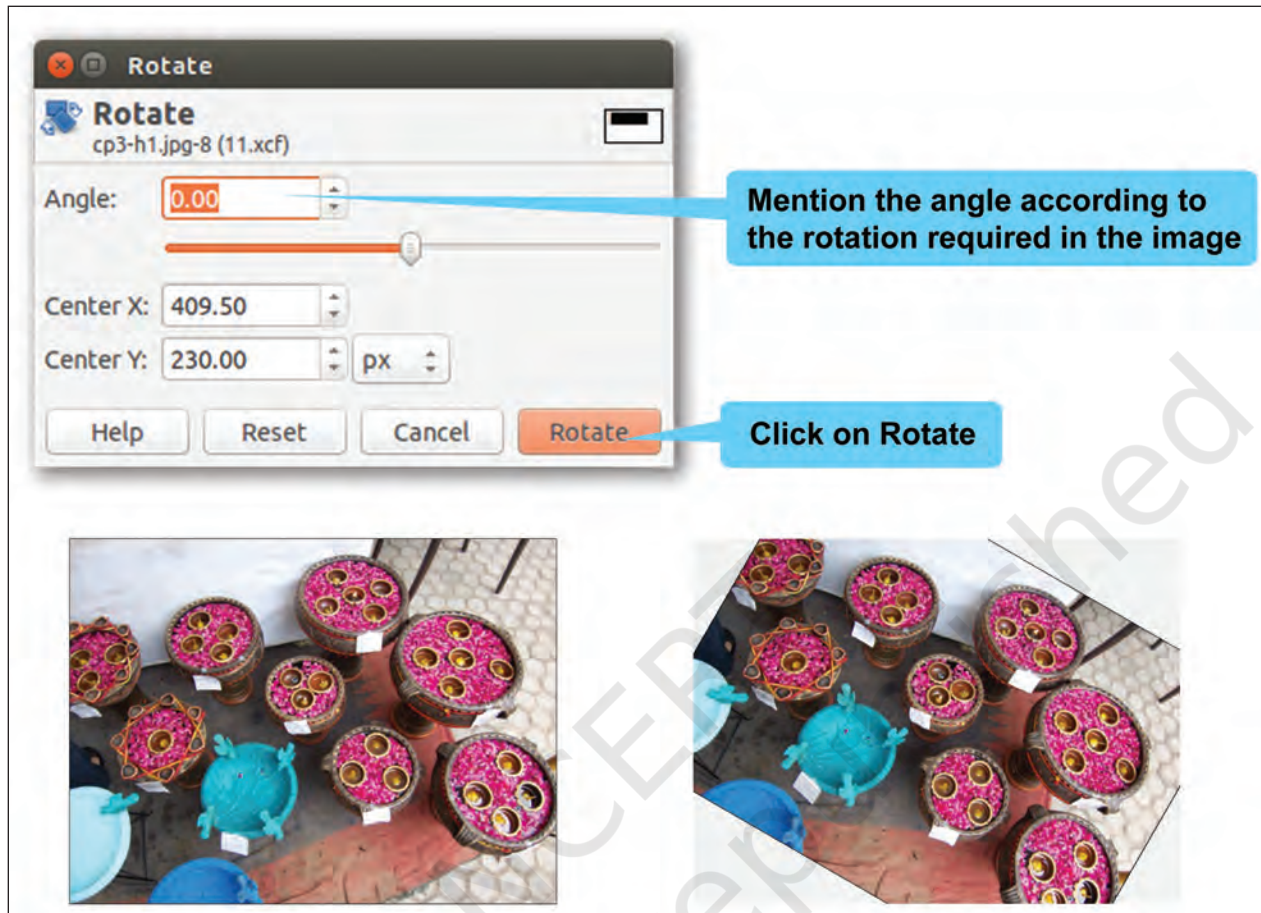 Rotate
Rotate
cp3-h1.jpg-8 (11.xcf)
Angle: 0.00
Mention the angle according to
the rotation required in the image
Center X: 409.50
Center Y: 230.00 px
Help Reset Cancel Rotate
Click on Rotate